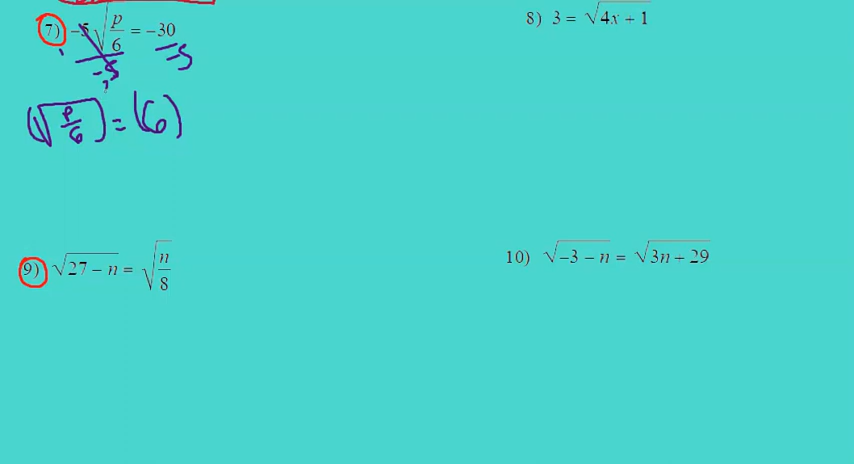 7) -5√(p/6) = -30
-5 -5
(√(p/6)) = (6)
8) 3 = √(4x + 1)
9) √(27 - n) = √(n/8)
10) √(-3 - n) = √(3n + 29)